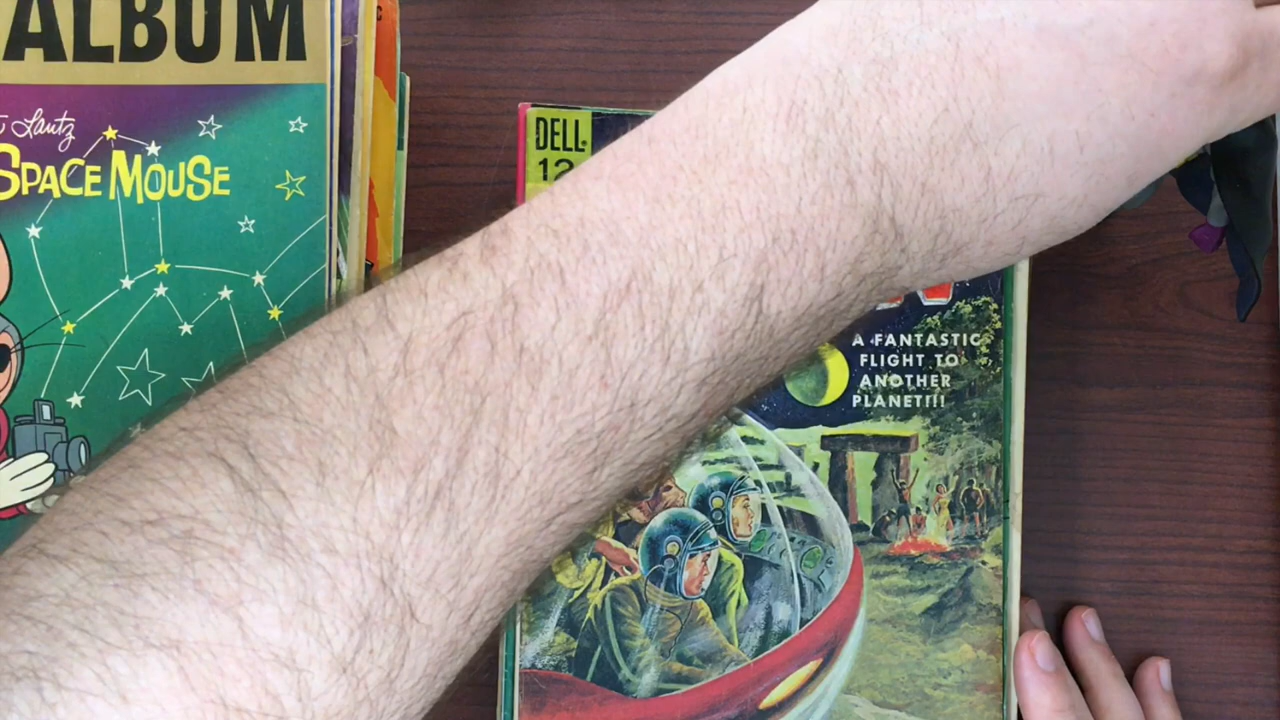 ALBUM
Lantz
SPACE MOUSE
DELL
12
A FANTASTIC
FLIGHT TO
ANOTHER
PLANET!!!